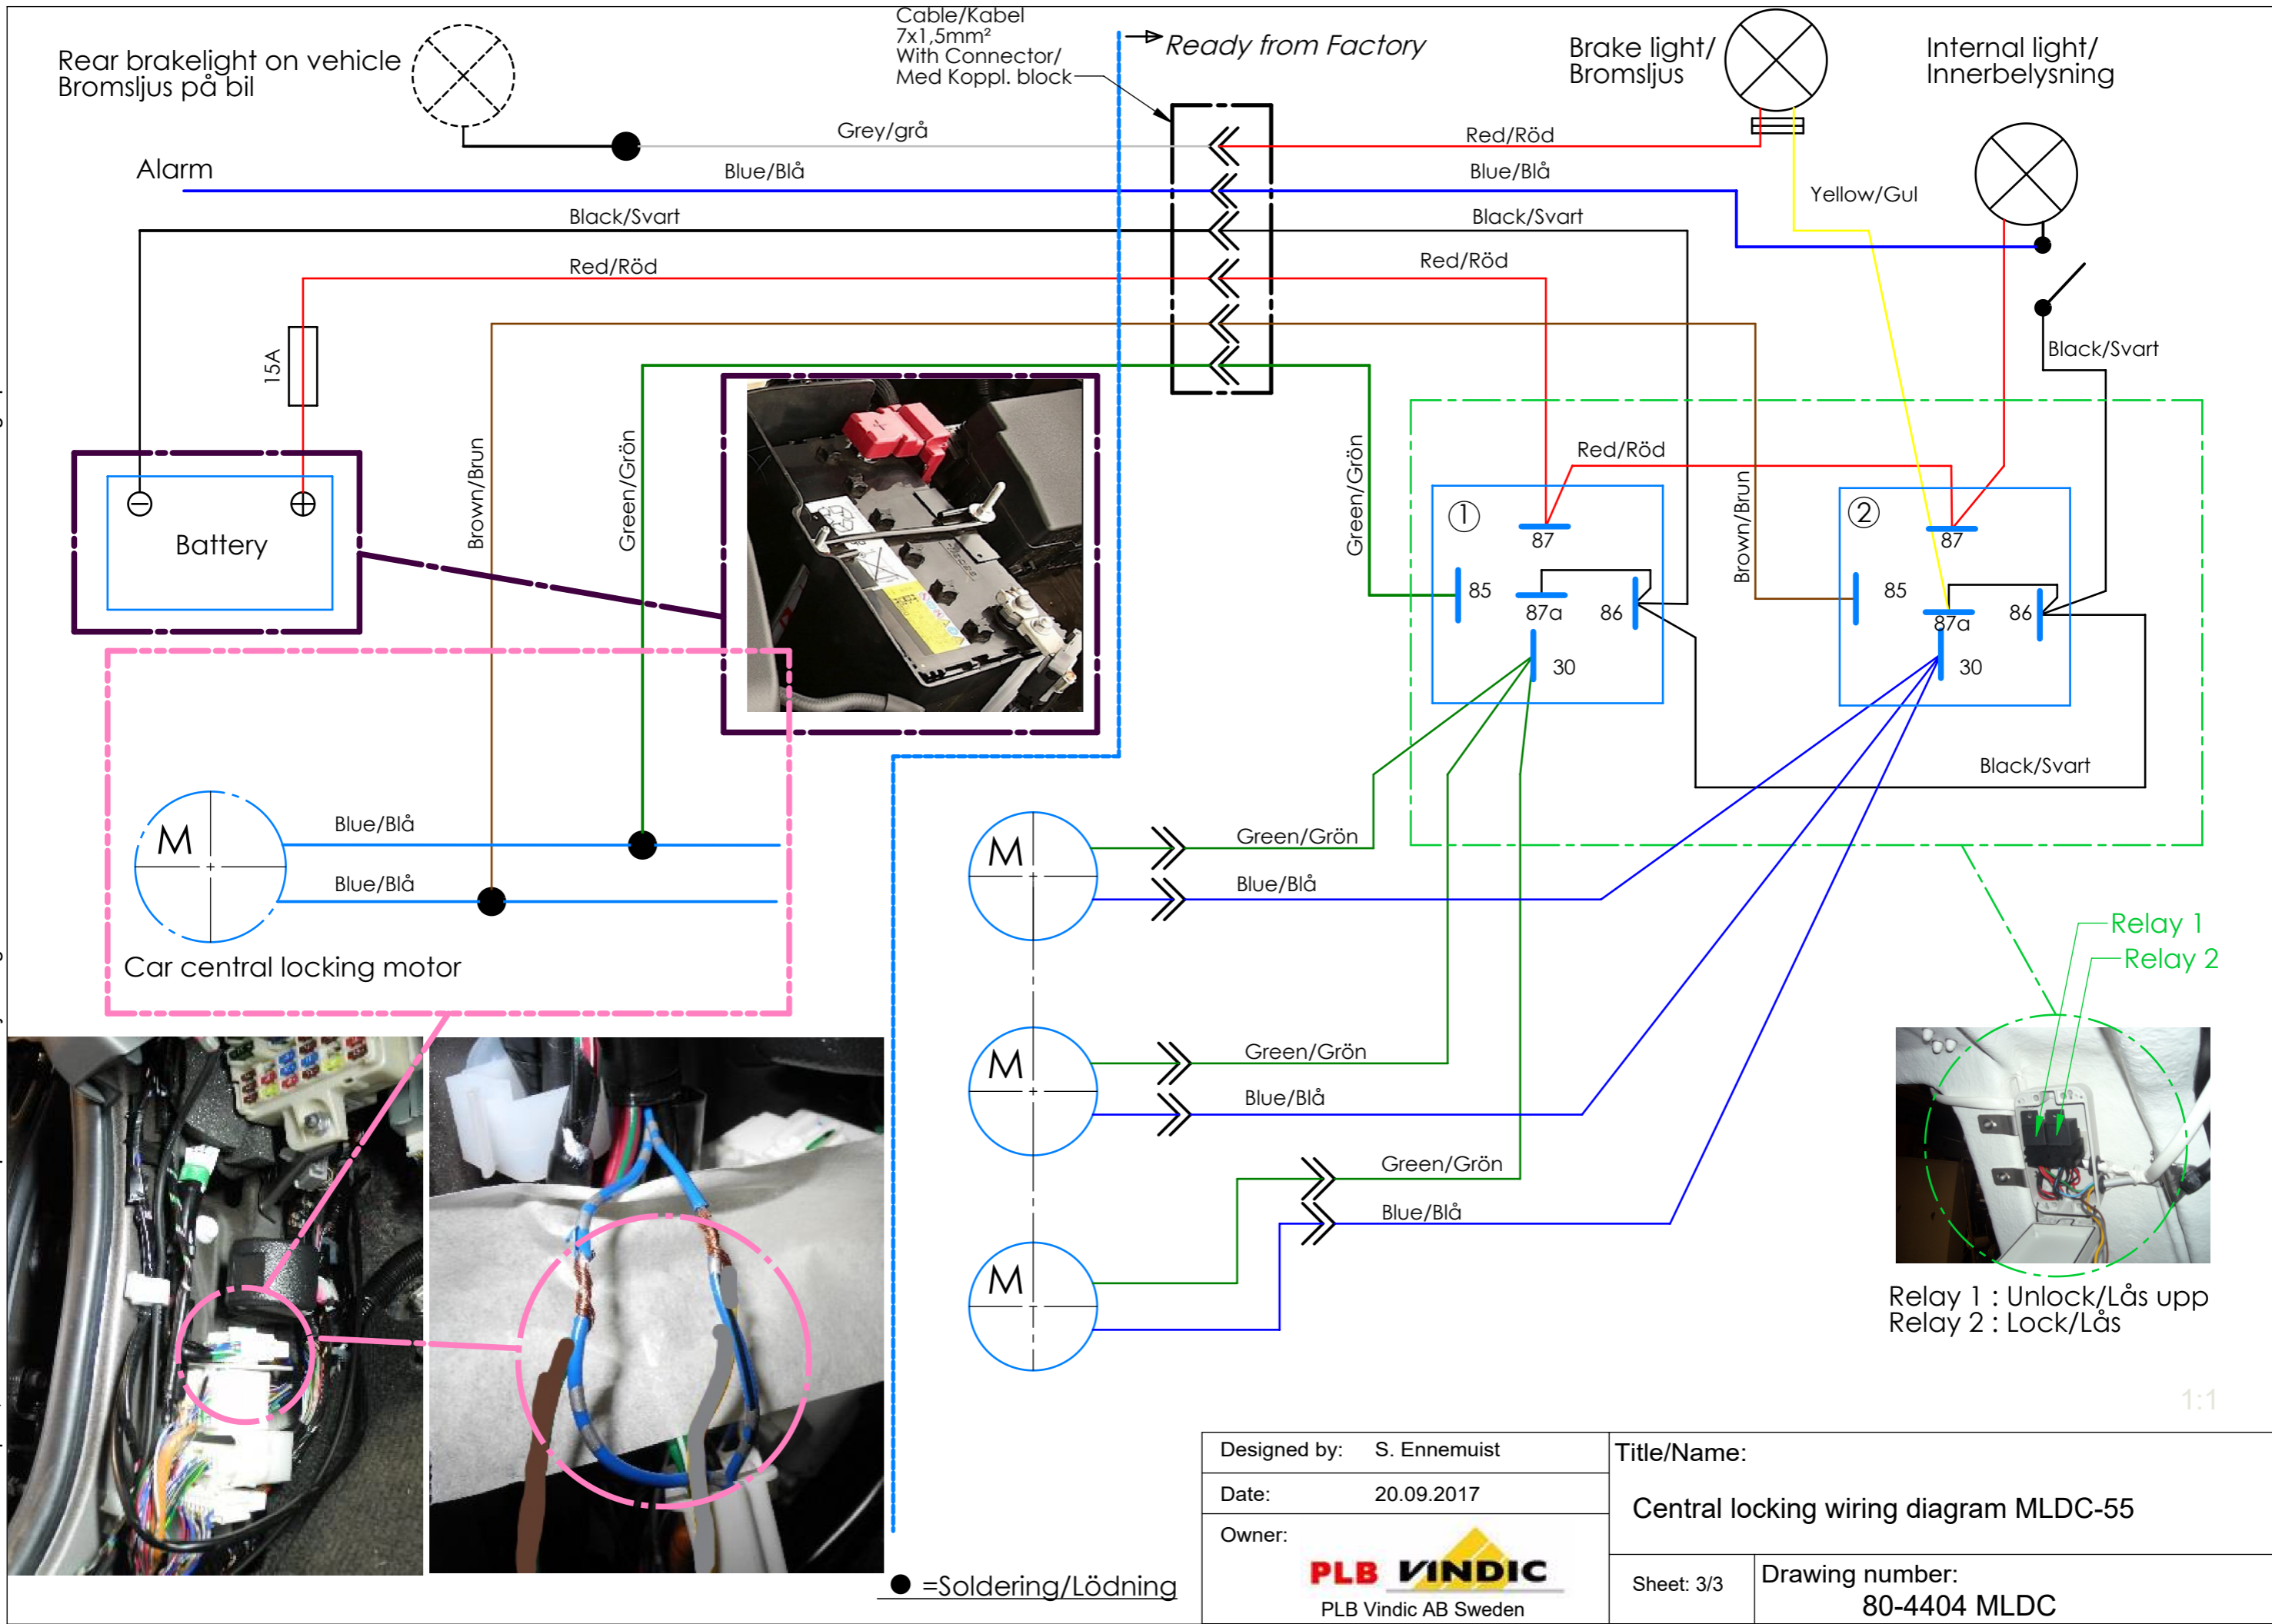 Rear brakelight on vehicle
Bromsljus på bil
Cable/Kabel
7x1,5mm²
With Connector/
Med Koppl. block
Ready from Factory
Brake light/
Bromsljus
Internal light/
Innerbelysning
Grey/grå
Red/Röd
Alarm
Blue/Blå
Blue/Blå
Yellow/Gul
Black/Svart
Black/Svart
Red/Röd
Red/Röd
15A
Black/Svart
Brown/Brun
Green/Grön
Green/Grön
Red/Röd
Brown/Brun
Battery
1
87
85
87a
86
30
2
87
85
87a
86
30
Black/Svart
M
Blue/Blå
Blue/Blå
Car central locking motor
M
Green/Grön
Blue/Blå
M
Green/Grön
Blue/Blå
M
Green/Grön
Blue/Blå
Relay 1
Relay 2
Relay 1 : Unlock/Lås upp
Relay 2 : Lock/Lås
1:1
=Soldering/Lödning
Designed by: S. Ennemuist
Date: 20.09.2017
Owner:
PLB VINDIC
PLB Vindic AB Sweden
Title/Name:
Central locking wiring diagram MLDC-55
Sheet: 3/3
Drawing number:
80-4404 MLDC